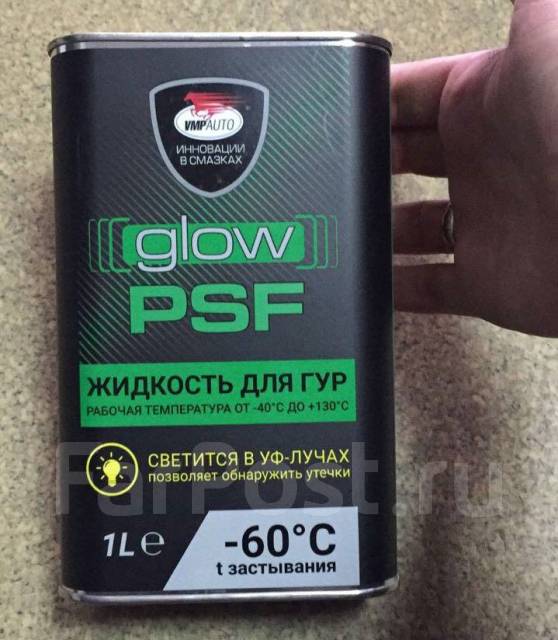 VMPAUTO
ИННОВАЦИИ
В СМАЗКАХ
glow
PSF
ЖИДКОСТЬ ДЛЯ ГУР
РАБОЧАЯ ТЕМПЕРАТУРА ОТ -40°C ДО +130°C
СВЕТИТСЯ В УФ-ЛУЧАХ
позволяет обнаружить утечки
FarPost.ru
1L e
-60°C
t застывания